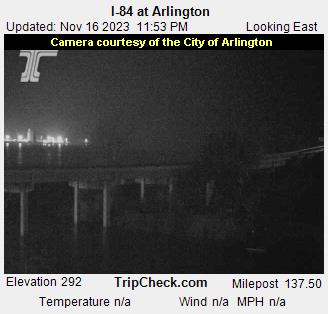 I-84 at Arlington
Updated: Nov 16 2023 11:53 PM Looking East
Camera courtesy of the City of Arlington
Elevation 292 TripCheck.com Milepost 137.50
Temperature n/a Wind n/a MPH n/a